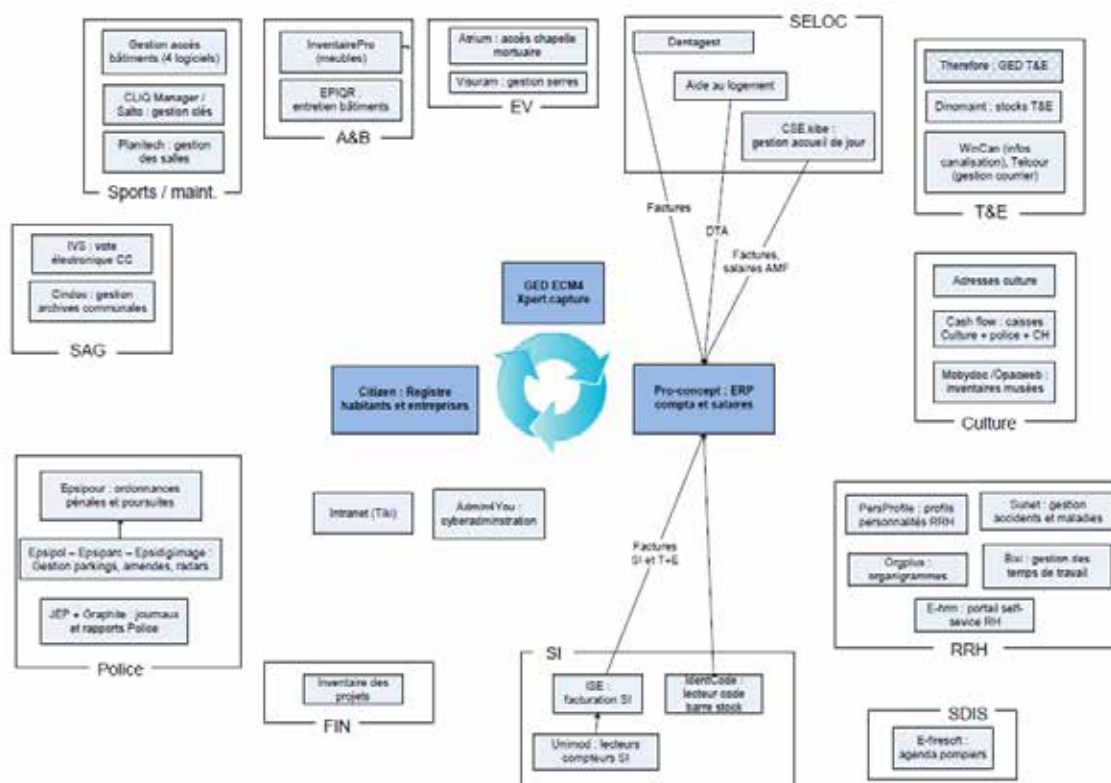 Gestion accès
bâtiments (4 logiciels)
CLIQ Manager /
Salto : gestion clés
Planitech : gestion
des salles
Sports / maint.
InventairePro
(meubles)
EPIQR :
entretien bâtiments
A&B
Atrium : accès chapelle
mortuaire
Visuram : gestion serres
EV
SELOC
Dentagest
Aide au logement
CSE.kibe :
gestion accueil de jour
Factures
DTA
Factures,
salaires AMF
Therefore : GED T&E
Dinomaint : stocks T&E
WinCan (infos
canalisation), Telcour
(gestion courrier)
T&E
IVS : vote
électronique CC
Cindoc : gestion
archives communales
SAG
GED ECM4
Xpert.capture
Citizen : Registre
habitants et entreprises
Pro-concept : ERP
compta et salaires
Adresses culture
Cash flow : caisses
Culture + police + CH
Mobydoc /Opacweb
: inventaires musées
Culture
Epsipour : ordonnances
pénales et poursuites
Epsipol – Epsiparc – Epsidigimage :
Gestion parkings, amendes, radars
JEP + Graphite : journaux
et rapports Police
Police
Intranet (Tiki)
Admin4You :
cyberadminstration
Factures
SI et T+E
PersProfile : profils
personnalités RRH
Sunet : gestion
accidents et maladies
Orgplus :
organigrammes
Bixi : gestion des
temps de travail
E-hrm : portail self-
sevice RH
RRH
Inventaire des
projets
FIN
SI
ISE :
facturation SI
IdentCode :
lecteur code
barre stock
Unimod : lecteurs
compteurs SI
SDIS
E-firesoft :
agenda pompiers